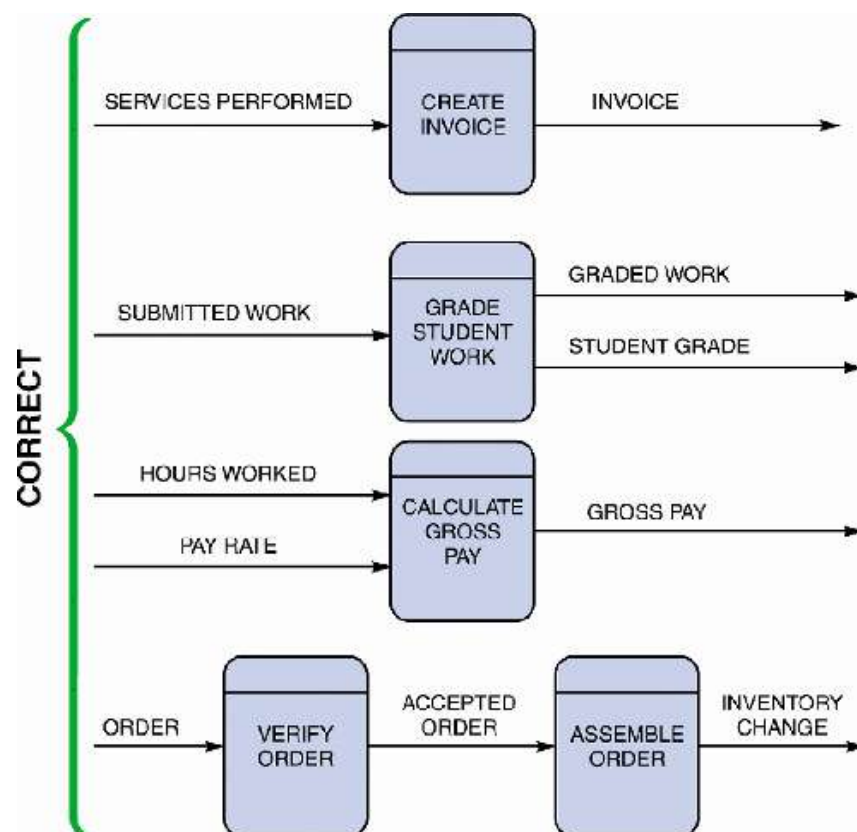 SERVICES PERFORMED
CREATE
INVOICE
INVOICE
SUBMITTED WORK
GRADE
STUDENT
WORK
GRADED WORK
STUDENT GRADE
CORRECT
HOURS WORKED
PAY RATE
CALCULATE
GROSS
PAY
GROSS PAY
ORDER
VERIFY
ORDER
ACCEPTED
ORDER
ASSEMBLE
ORDER
INVENTORY
CHANGE